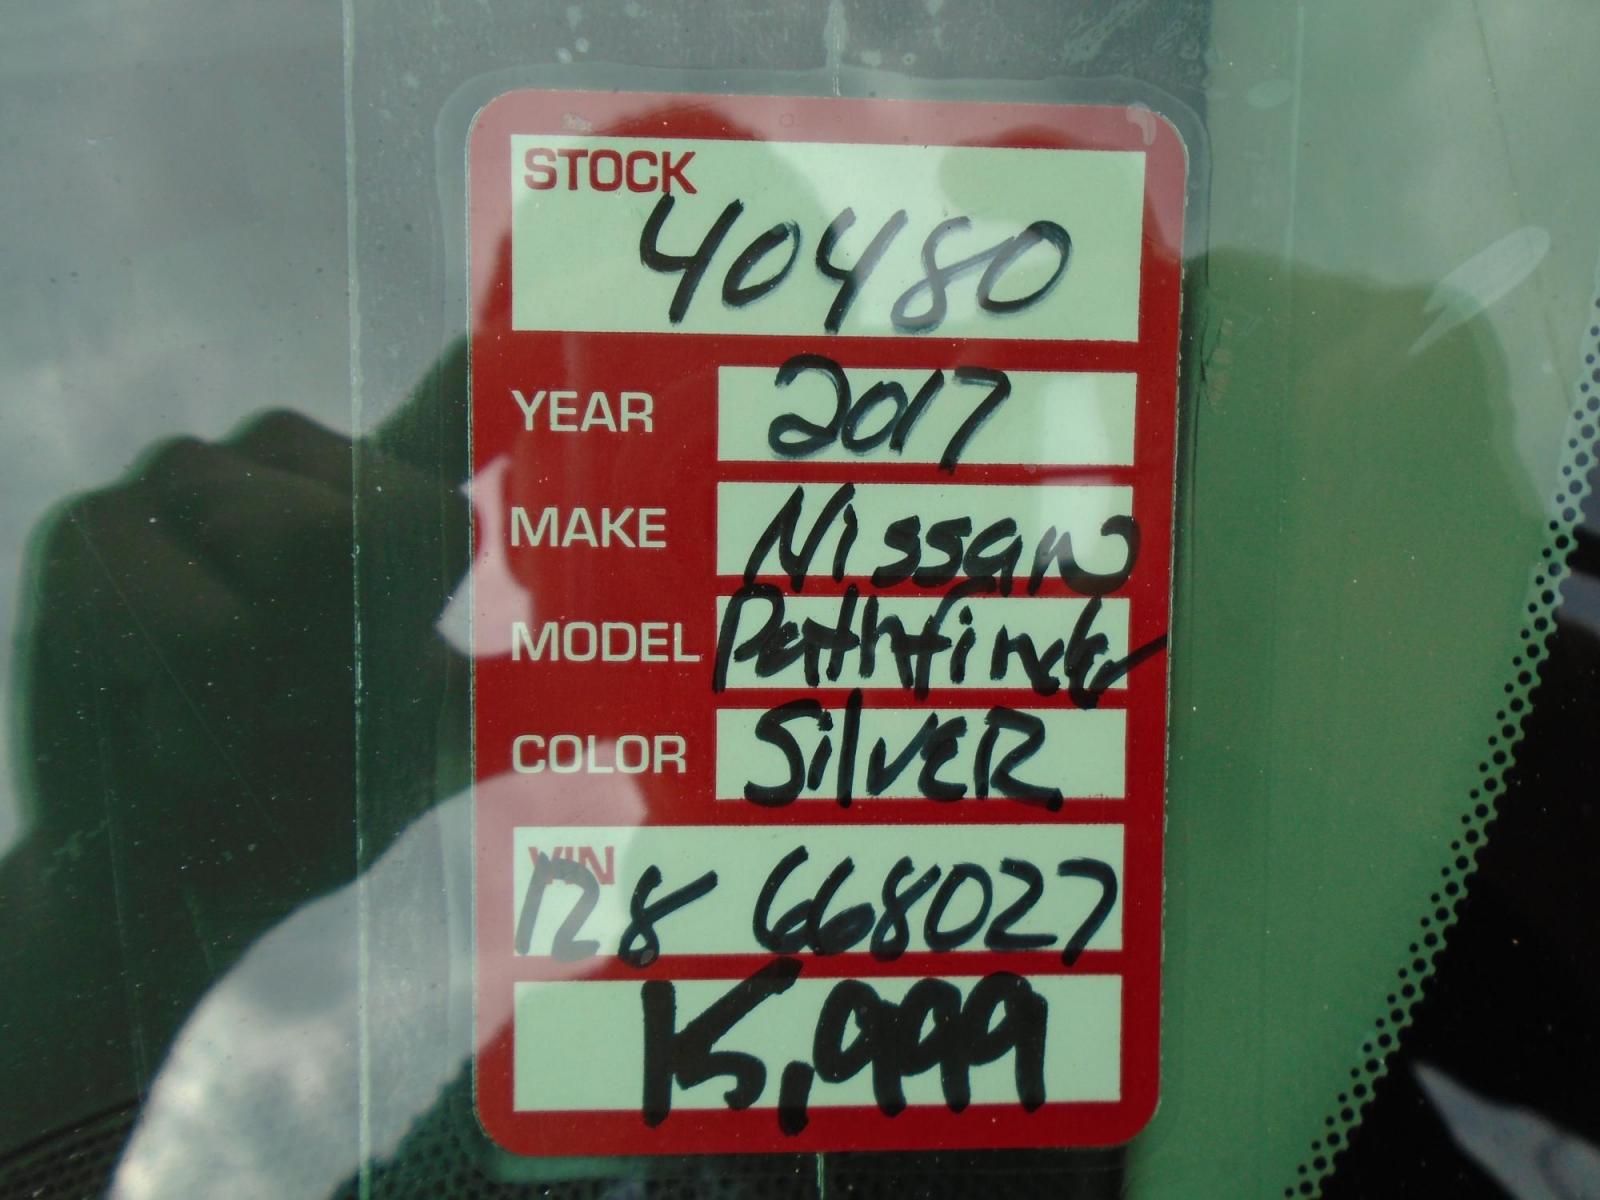 STOCK
40480
YEAR 2017
MAKE Nissan
MODEL Pathfinder
COLOR SilVER
VIN
128 668027
15,999